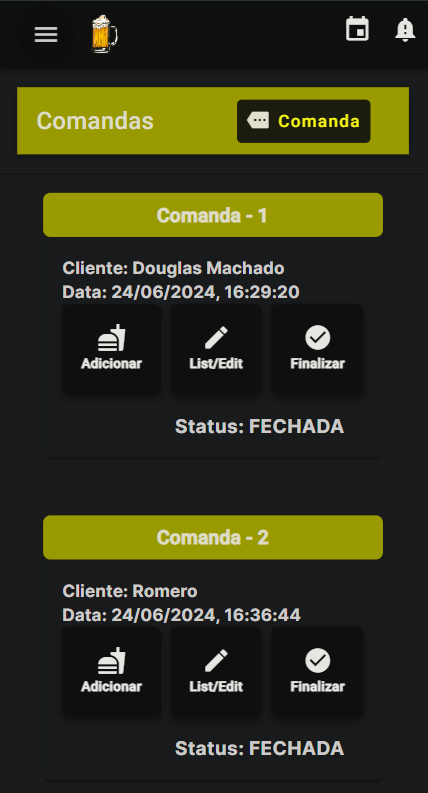 Comandas
Comanda
Comanda - 1
Cliente: Douglas Machado
Data: 24/06/2024, 16:29:20
Adicionar List/Edit Finalizar
Status: FECHADA
Comanda - 2
Cliente: Romero
Data: 24/06/2024, 16:36:44
Adicionar List/Edit Finalizar
Status: FECHADA